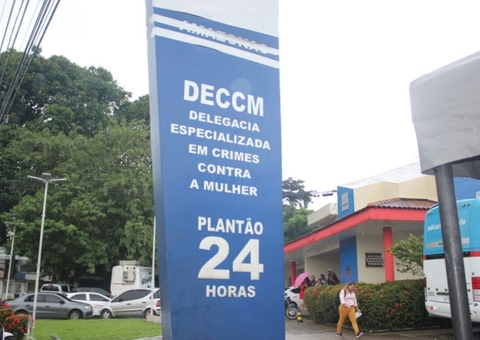 AMAZONAS
DECCM
DELEGACIA
ESPECIALIZADA
EM CRIMES
CONTRA
A MULHER
PLANTÃO
24
HORAS